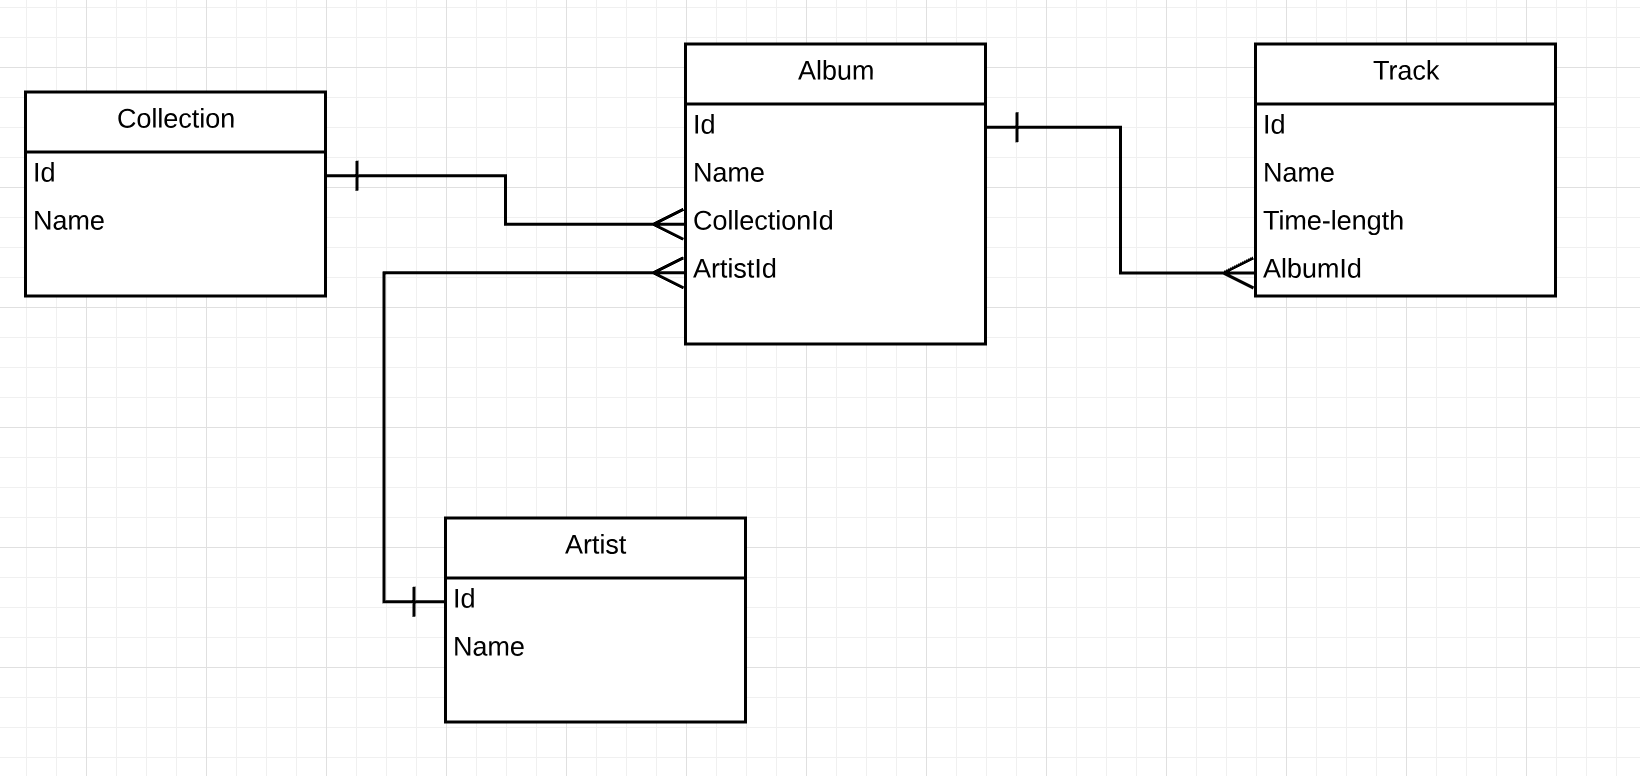 Collection
Id
Name
Album
Id
Name
CollectionId
ArtistId
Track
Id
Name
Time-length
AlbumId
Artist
Id
Name